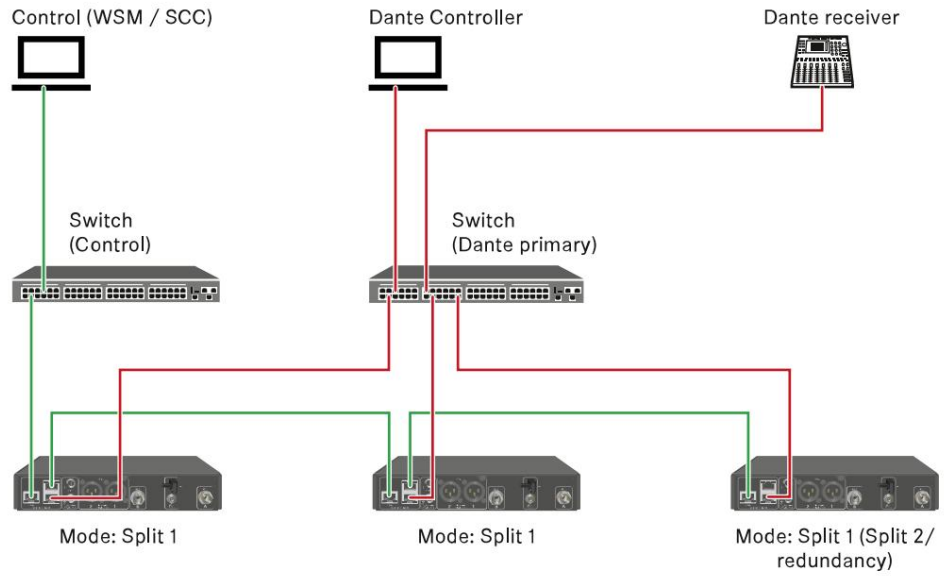 Control (WSM / SCC)
Dante Controller
Dante receiver
Switch
(Control)
Switch
(Dante primary)
Mode: Split 1
Mode: Split 1
Mode: Split 1 (Split 2/
redundancy)